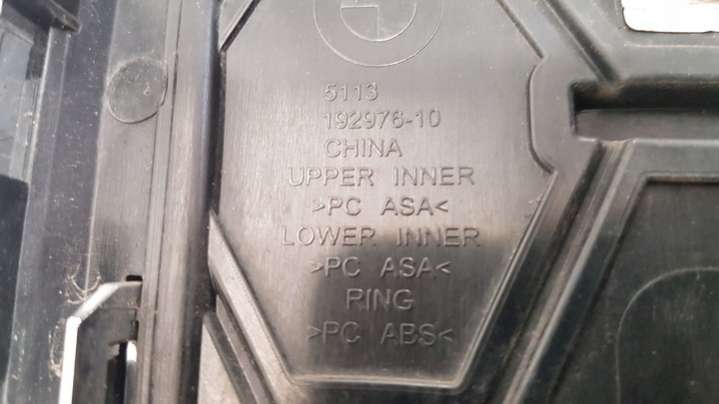 5113
192976-10
CHINA
UPPER INNER
>PC ASA<
LOWER INNER
>PC ASA<
RING
>PC ABS<